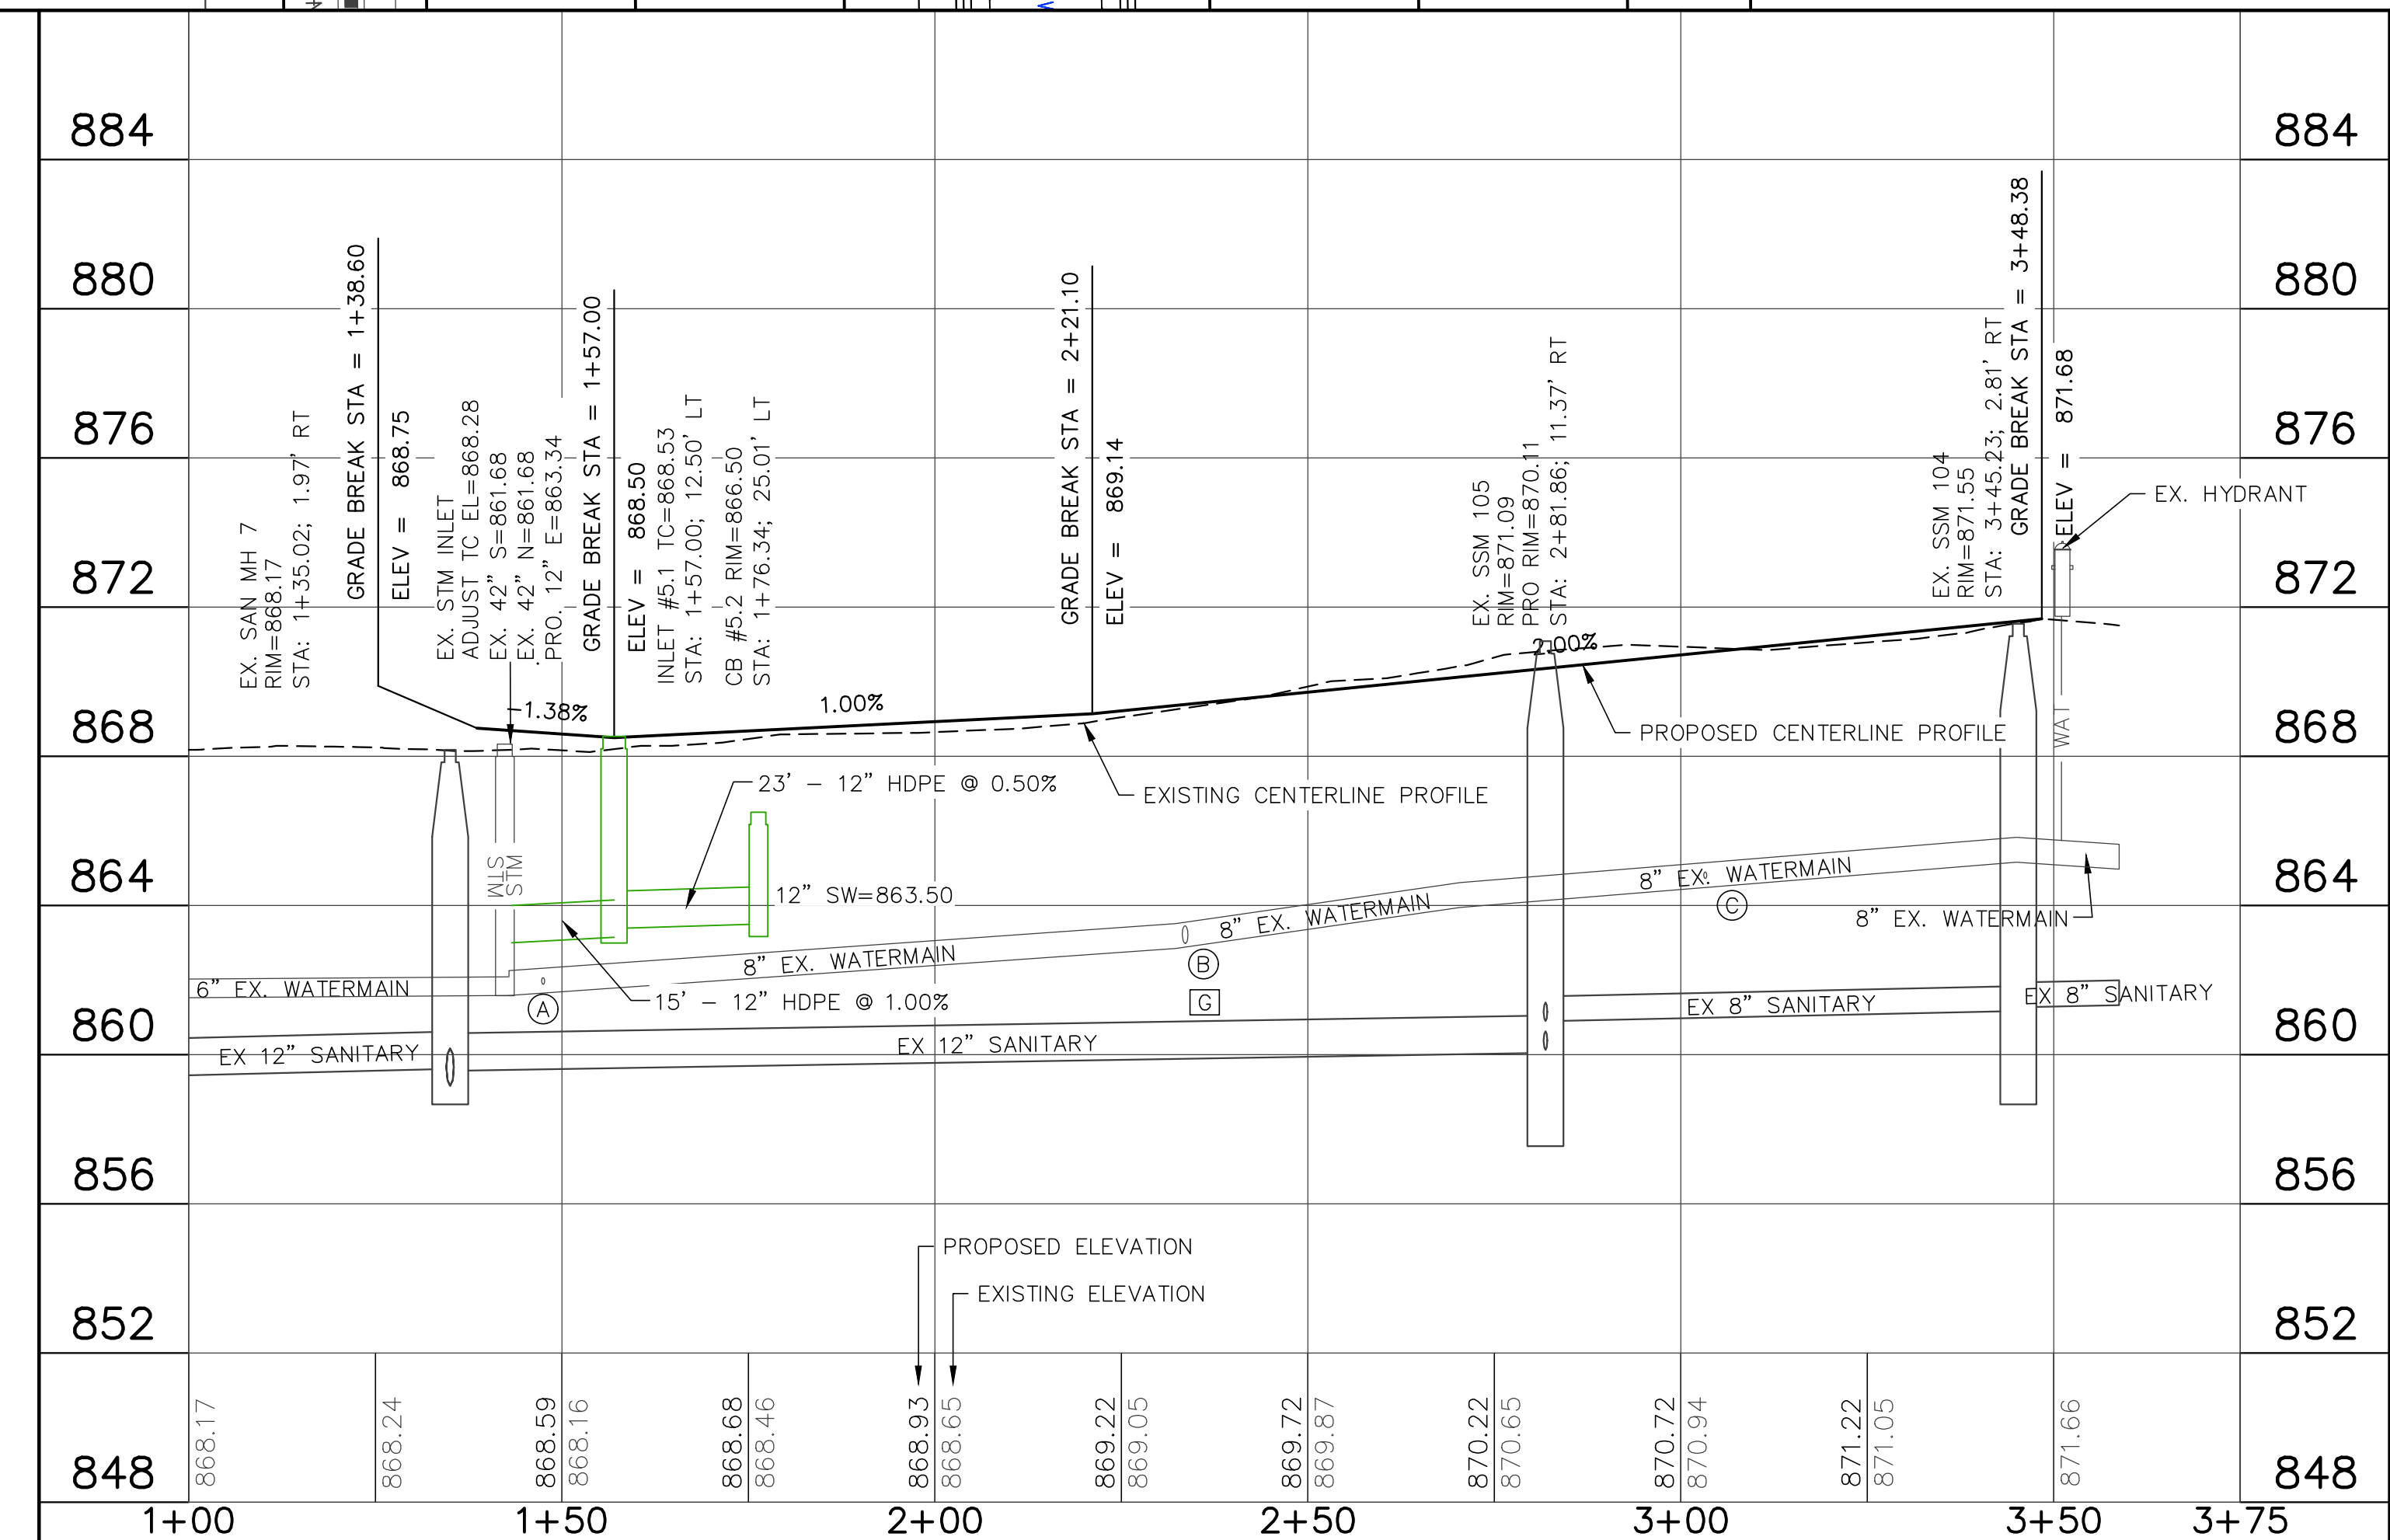 884
884
880
880
876
876
872
872
868
868
864
864
860
860
856
856
852
852
848
848
EX. SAN MH 7
RIM=868.17
STA: 1+35.02; 1.97' RT
GRADE BREAK STA = 1+38.60
ELEV = 868.75
EX. STM INLET
ADJUST TC EL=868.28
EX. 42" S=861.68
EX. 42" N=861.68
PRO. 12" E=863.34
GRADE BREAK STA = 1+57.00
ELEV = 868.50
INLET #5.1 TC=868.53
STA: 1+57.00; 12.50' LT
CB #5.2 RIM=866.50
STA: 1+76.34; 25.01' LT
GRADE BREAK STA = 2+21.10
ELEV = 869.14
EX. SSM 105
RIM=871.09
PRO RIM=870.11
STA: 2+81.86; 11.37' RT
EX. SSM 104
RIM=871.55
STA: 3+45.23; 2.81' RT
GRADE BREAK STA = 3+48.38
ELEV = 871.68
EX. HYDRANT
-1.38%
1.00%
2.00%
PROPOSED CENTERLINE PROFILE
EXISTING CENTERLINE PROFILE
23' - 12" HDPE @ 0.50%
WAT
STM
STM
12" SW=863.50
8" EX. WATERMAIN
8" EX. WATERMAIN
8" EX. WATERMAIN
8" EX. WATERMAIN
6" EX. WATERMAIN
A
B
C
G
15' - 12" HDPE @ 1.00%
EX 8" SANITARY
EX 8" SANITARY
EX 12" SANITARY
EX 12" SANITARY
PROPOSED ELEVATION
EXISTING ELEVATION
868.17
868.24
868.59
868.16
868.68
868.46
868.93
868.65
869.22
869.05
869.72
869.87
870.22
870.65
870.72
870.94
871.22
871.05
871.66
1+00
1+50
2+00
2+50
3+00
3+50
3+75